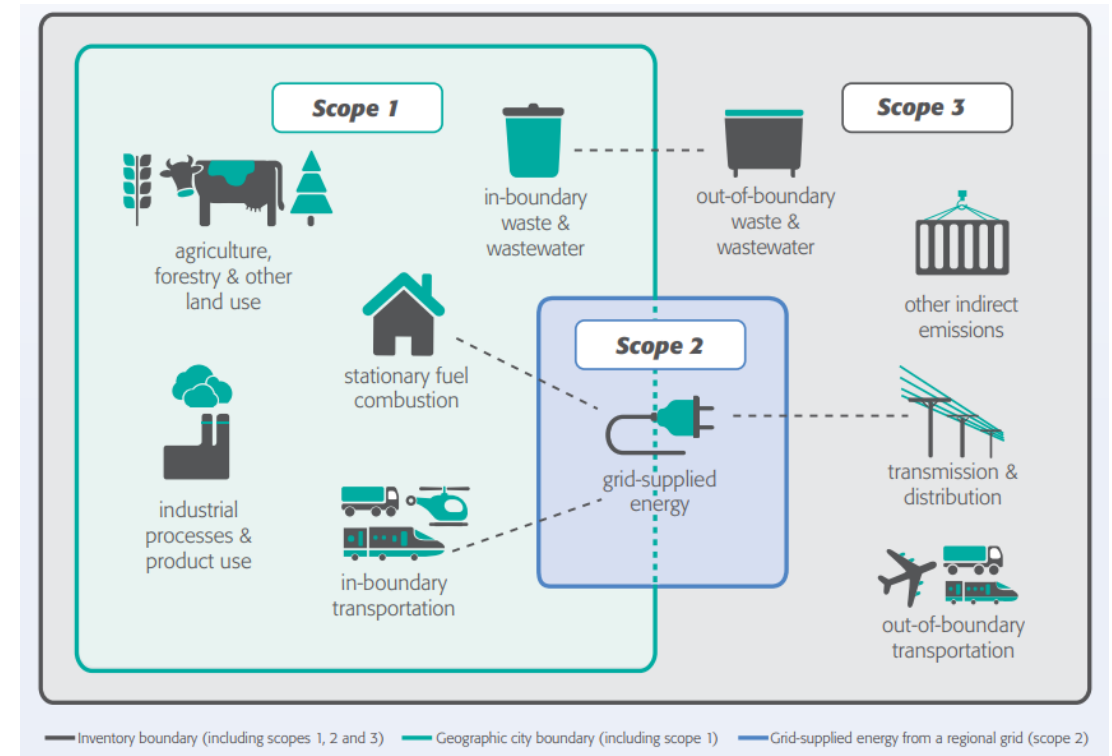 Scope 1
Scope 3
in-boundary
waste &
wastewater
out-of-boundary
waste &
wastewater
agriculture,
forestry & other
land use
other indirect
emissions
Scope 2
stationary fuel
combustion
grid-supplied
energy
transmission &
distribution
industrial
processes &
product use
in-boundary
transportation
out-of-boundary
transportation
Inventory boundary (including scopes 1, 2 and 3) Geographic city boundary (including scope 1) Grid-supplied energy from a regional grid (scope 2)